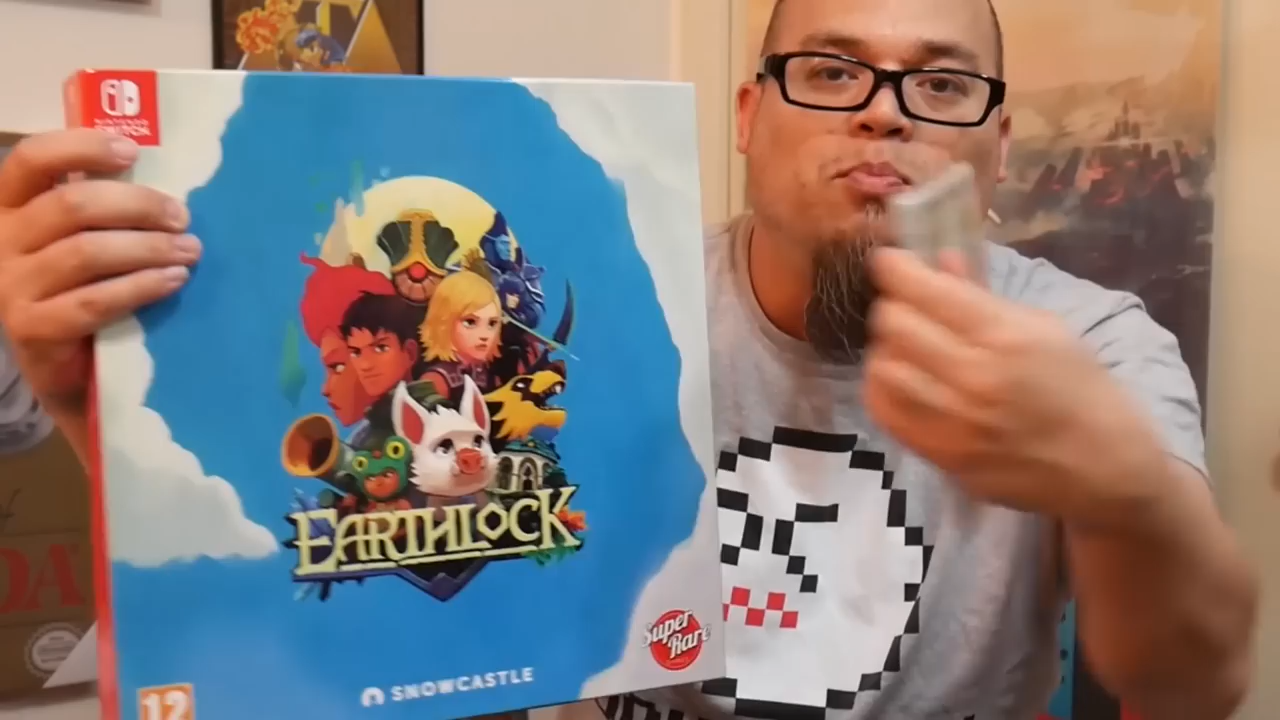 NINTENDO
SWITCH
EARTHLOCK
Super
Rare
SNOWCASTLE
12